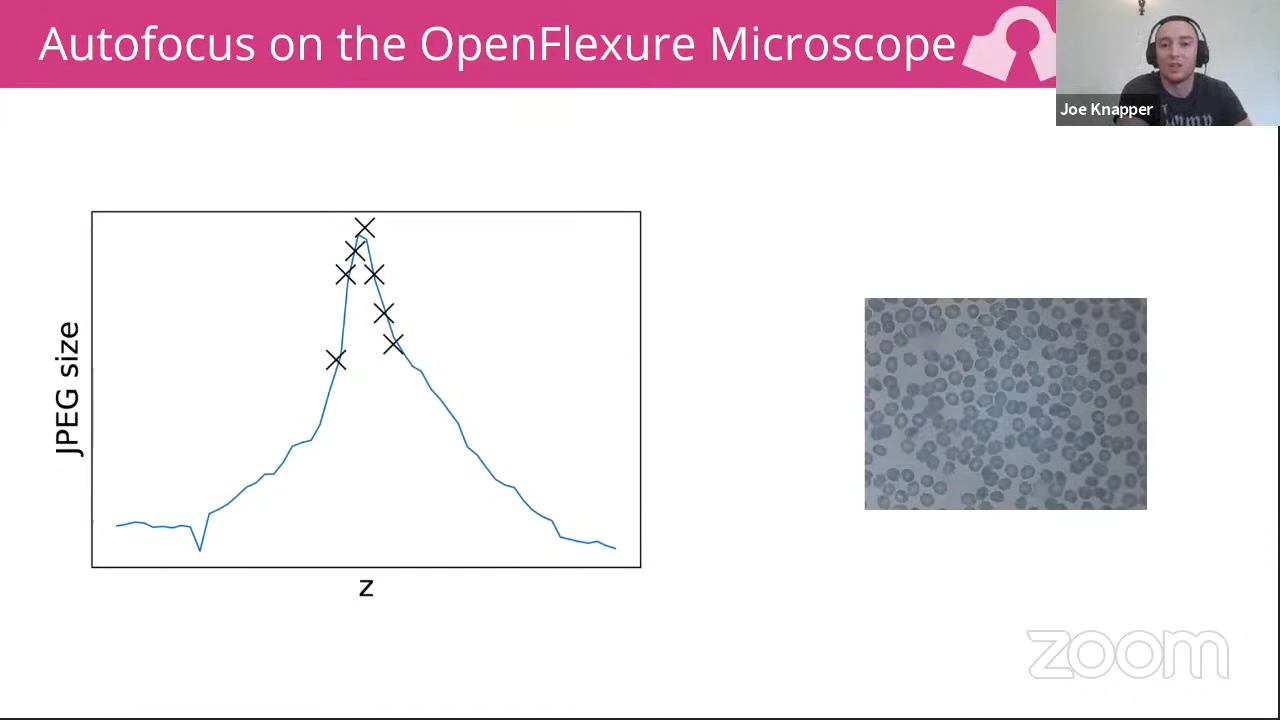 Autofocus on the OpenFlexure Microscope
Joe Knapper
JPEG size
z
zoom